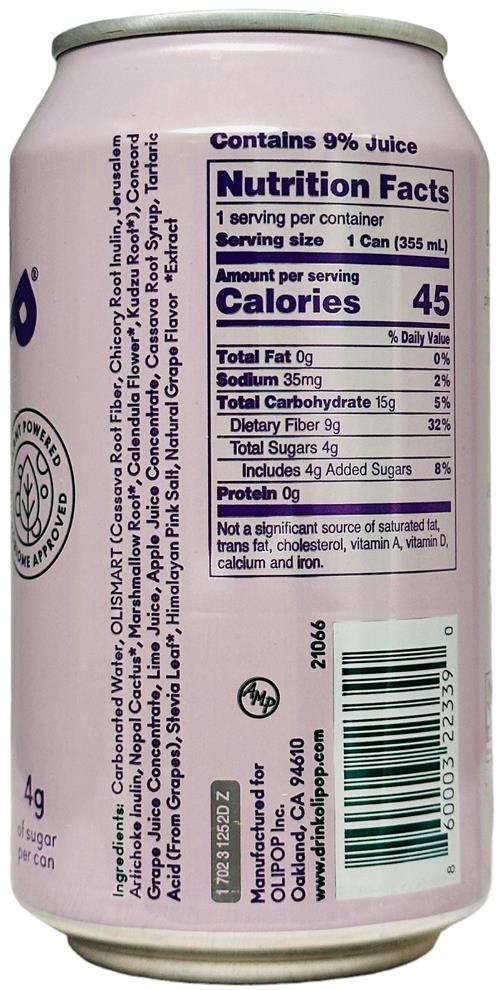 Contains 9% Juice
Nutrition Facts
1 serving per container
Serving size 1 Can (355 mL)
Amount per serving
Calories 45
% Daily Value
Total Fat 0g 0%
Sodium 35mg 2%
Total Carbohydrate 15g 5%
Dietary Fiber 9g 32%
Total Sugars 4g
Includes 4g Added Sugars 8%
Protein 0g
Not a significant source of saturated fat,
trans fat, cholesterol, vitamin A, vitamin D,
calcium and iron.
Ingredients: Carbonated Water, OLISMART (Cassava Root Fiber, Chicory Root Inulin, Jerusalem
Artichoke Inulin, Nopal Cactus*, Marshmallow Root*, Calendula Flower*, Kudzu Root*), Concord
Grape Juice Concentrate, Lime Juice, Apple Juice Concentrate, Cassava Root Syrup, Tartaric
Acid (From Grapes), Stevia Leaf*, Himalayan Pink Salt, Natural Grape Flavor *Extract
1 702 3 1252D Z
Manufactured for
OLIPOP Inc.
Oakland, CA 94610
www.drinkolipop.com
21066
AMP
8 60003 22339 0
POWERED
APPROVED
4g
of sugar
per can